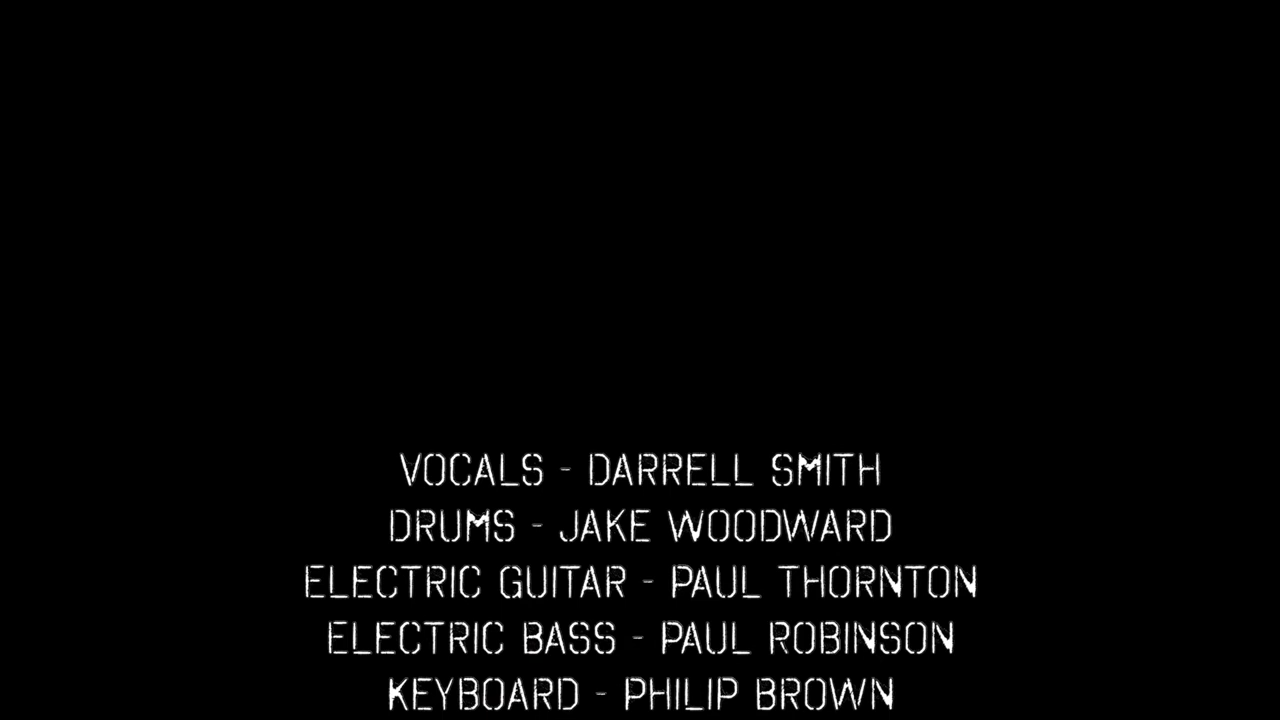 VOCALS - DARRELL SMITH
DRUMS - JAKE WOODWARD
ELECTRIC GUITAR - PAUL THORNTON
ELECTRIC BASS - PAUL ROBINSON
KEYBOARD - PHILIP BROWN